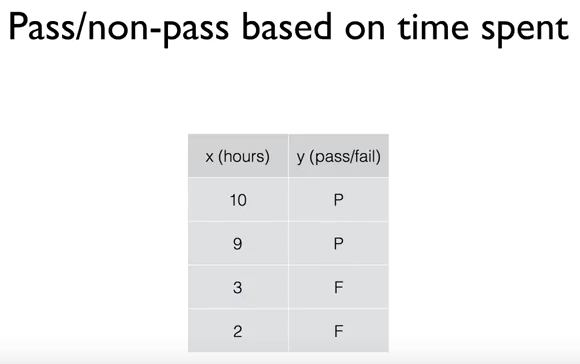 Pass/non-pass based on time spent
x (hours) y (pass/fail)
10 P
9 P
3 F
2 F